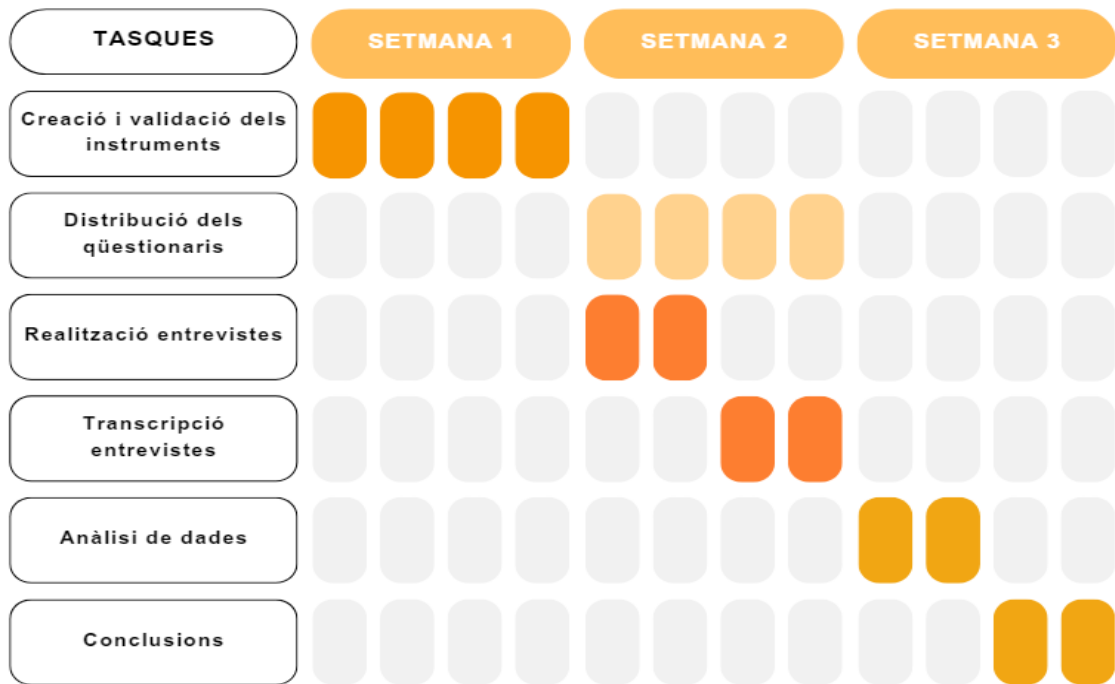 TASQUES
SETMANA 1
SETMANA 2
SETMANA 3
Creació i validació dels
instruments
Distribució dels
qüestionaris
Realització entrevistes
Transcripció
entrevistes
Anàlisi de dades
Conclusions